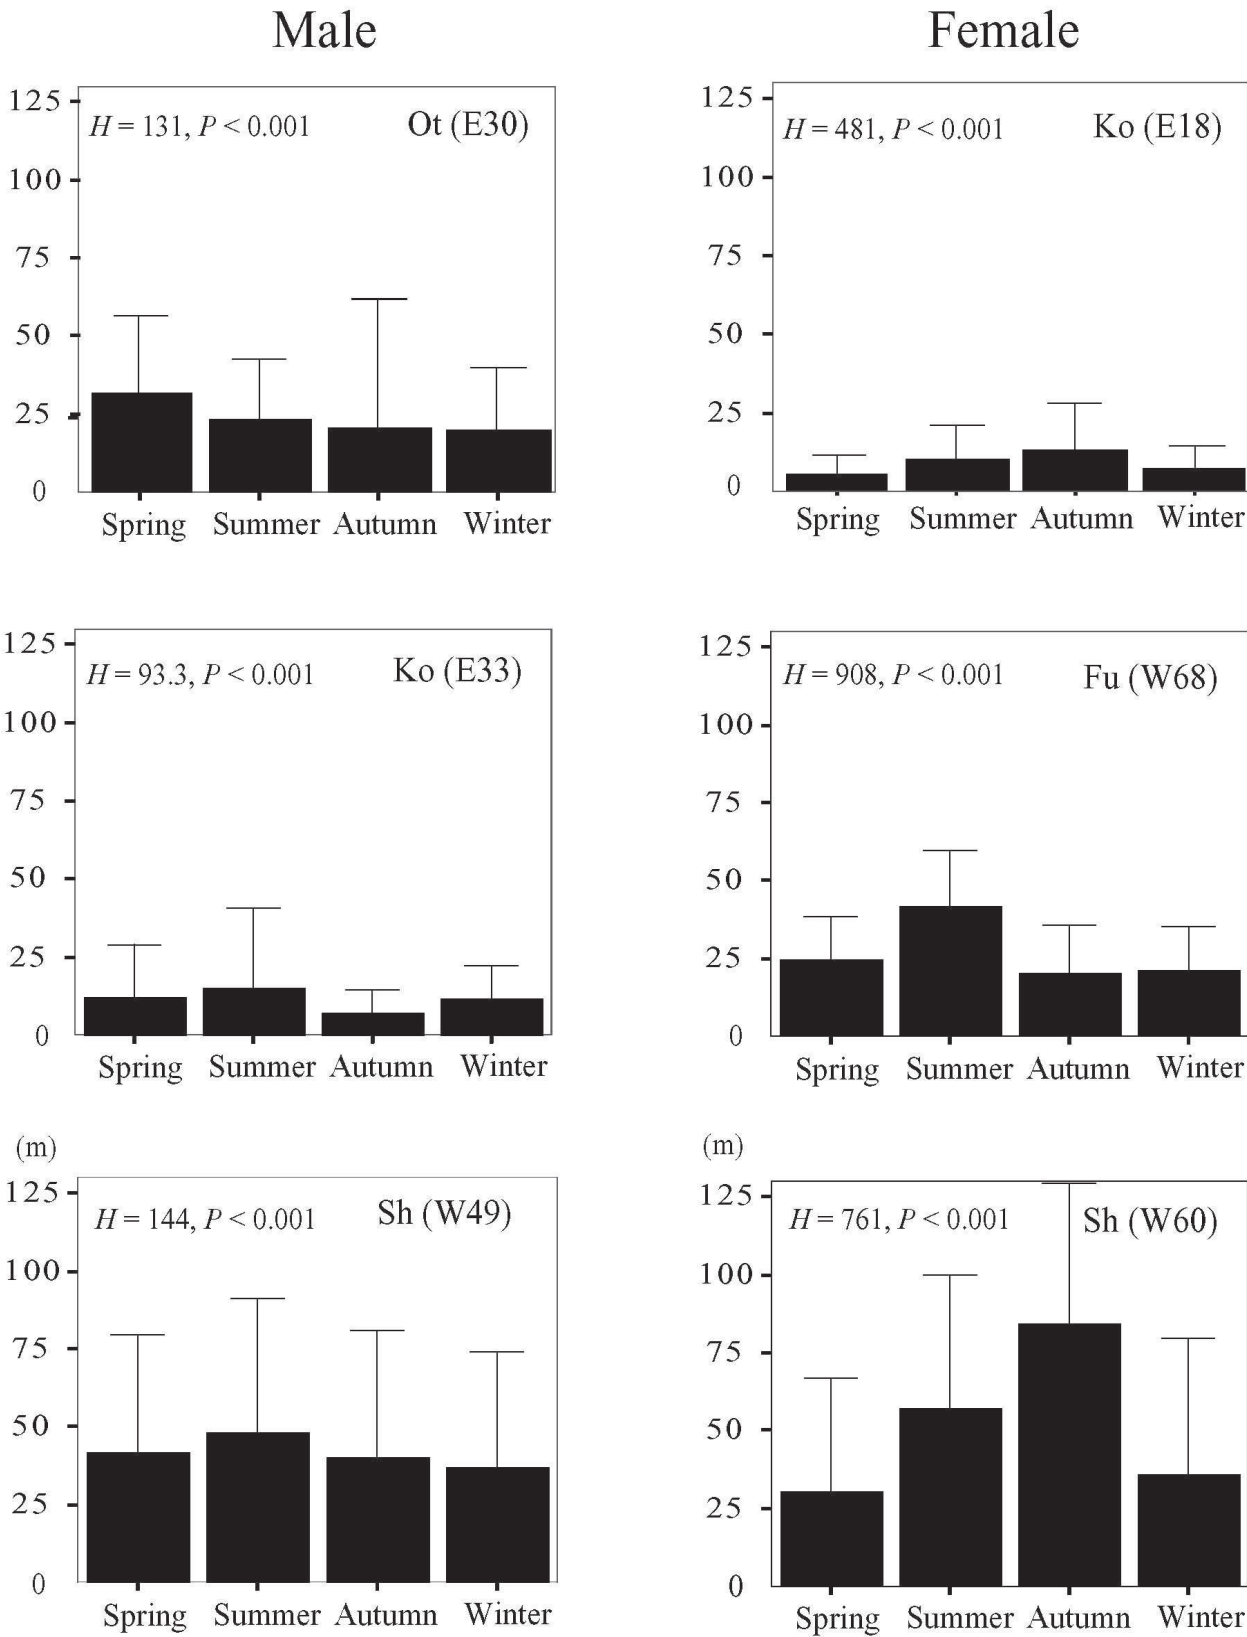 Male
Female
125
100
75
50
25
0
H = 131, P < 0.001
Ot (E30)
Spring Summer Autumn Winter
125
100
75
50
25
0
H = 481, P < 0.001
Ko (E18)
Spring Summer Autumn Winter
125
100
75
50
25
0
H = 93.3, P < 0.001
Ko (E33)
Spring Summer Autumn Winter
125
100
75
50
25
0
H = 908, P < 0.001
Fu (W68)
Spring Summer Autumn Winter
(m)
125
100
75
50
25
0
H = 144, P < 0.001
Sh (W49)
Spring Summer Autumn Winter
(m)
125
100
75
50
25
0
H = 761, P < 0.001
Sh (W60)
Spring Summer Autumn Winter